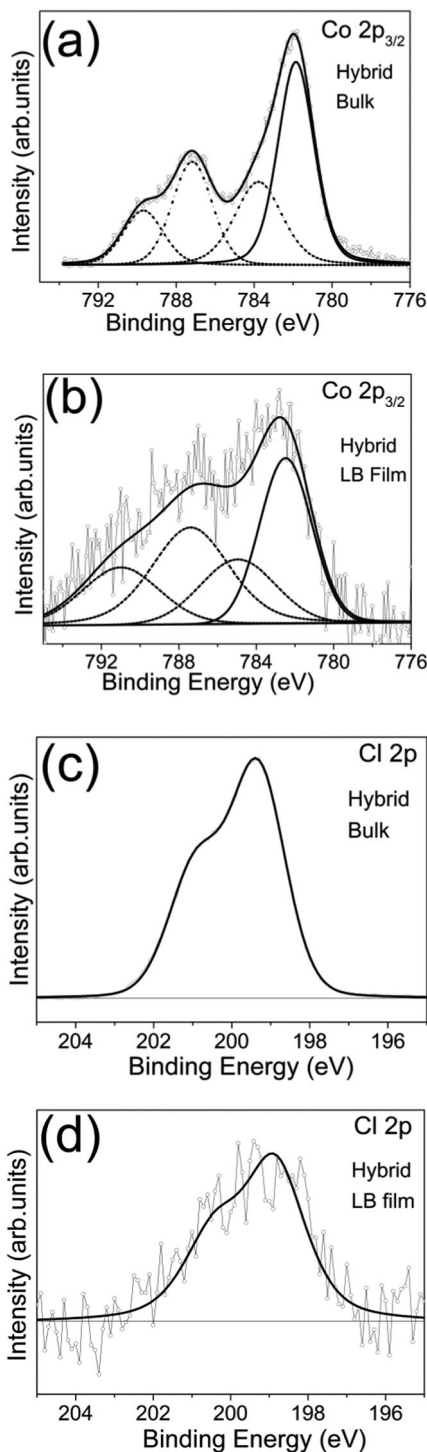 (a)
Co 2p3/2
Hybrid
Bulk
Intensity (arb.units)
792 788 784 780 776
Binding Energy (eV)
(b)
Co 2p3/2
Hybrid
LB Film
Intensity (arb.units)
792 788 784 780 776
Binding Energy (eV)
(c)
Cl 2p
Hybrid
Bulk
Intensity (arb.units)
204 202 200 198 196
Binding Energy (eV)
(d)
Cl 2p
Hybrid
LB film
Intensity (arb.units)
204 202 200 198 196
Binding Energy (eV)